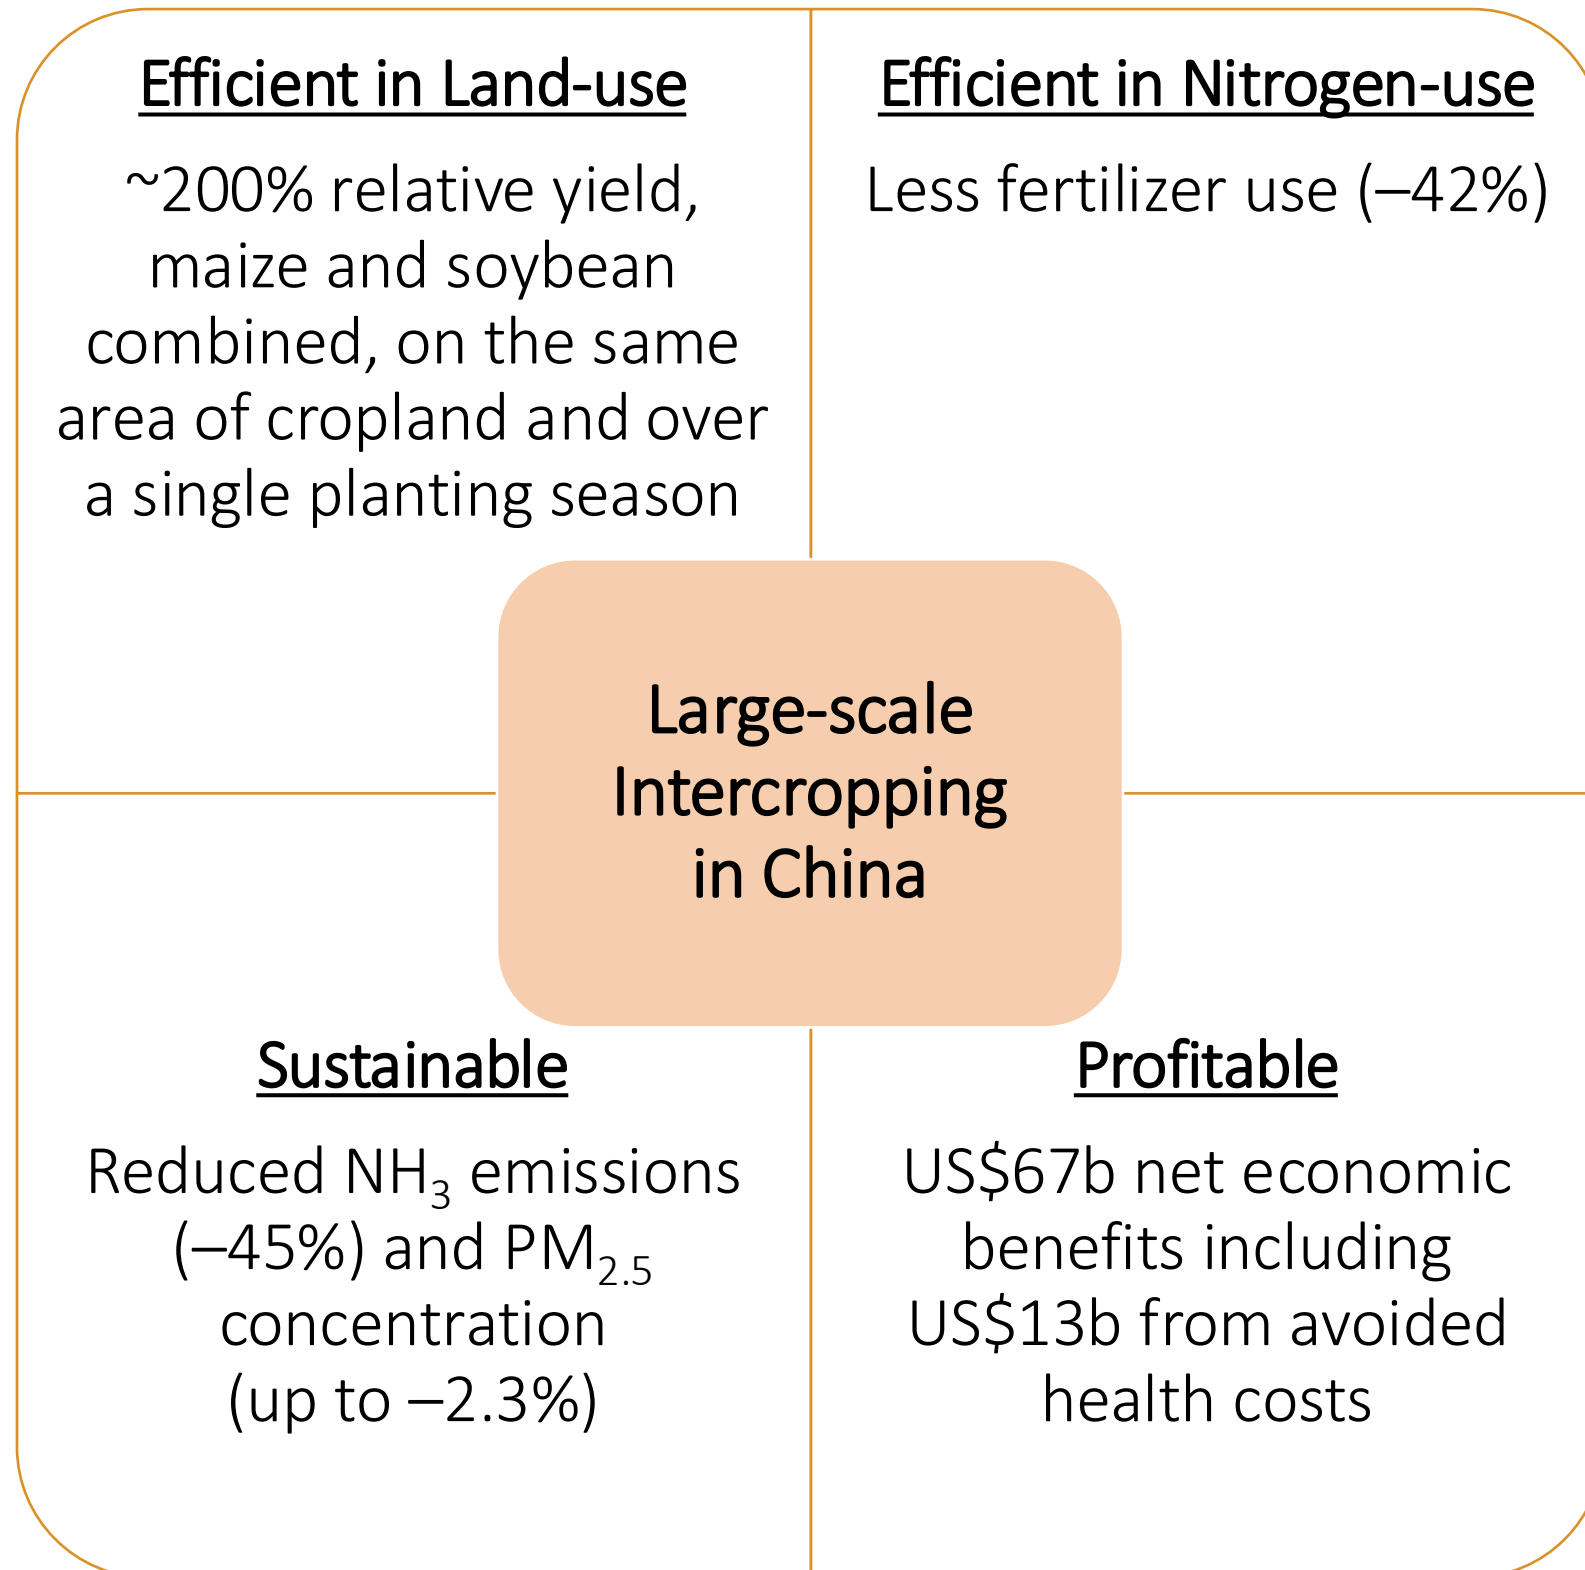 Efficient in Land-use
~200% relative yield,
maize and soybean
combined, on the same
area of cropland and over
a single planting season
Efficient in Nitrogen-use
Less fertilizer use (–42%)
Large-scale
Intercropping
in China
Sustainable
Reduced NH₃ emissions
(–45%) and PM₂.₅
concentration
(up to –2.3%)
Profitable
US$67b net economic
benefits including
US$13b from avoided
health costs